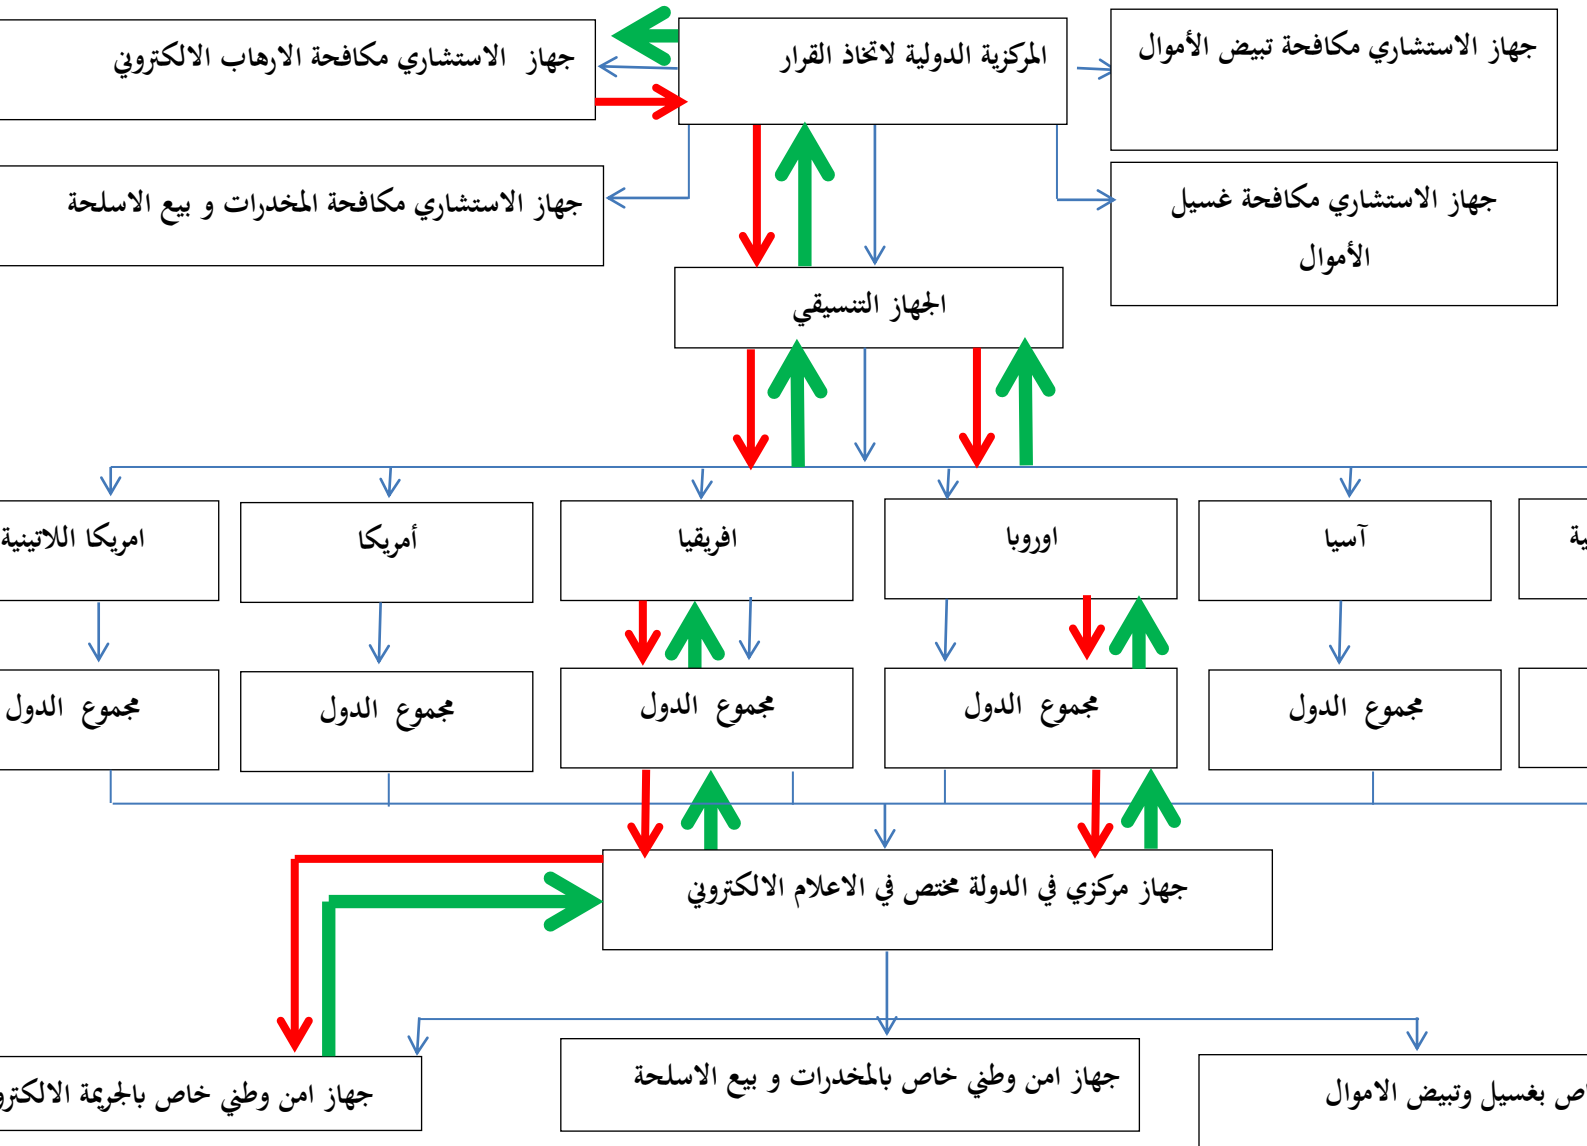 جهاز الاستشاري مكافحة تبيض الأموال
المركزية الدولية لاتخاذ القرار
جهاز الاستشاري مكافحة الارهاب الالكتروني
جهاز الاستشاري مكافحة غسيل
الأموال
جهاز الاستشاري مكافحة المخدرات و بيع الاسلحة
الجهاز التنسيقي
آسيا
اوروبا
افريقيا
أمريكا
امريكا اللاتينية
مجموع الدول
مجموع الدول
مجموع الدول
مجموع الدول
مجموع الدول
جهاز مركزي في الدولة مختص في الاعلام الالكتروني
بغسيل وتبيض الاموال
جهاز امن وطني خاص بالمخدرات و بيع الاسلحة
جهاز امن وطني خاص بالجريمة